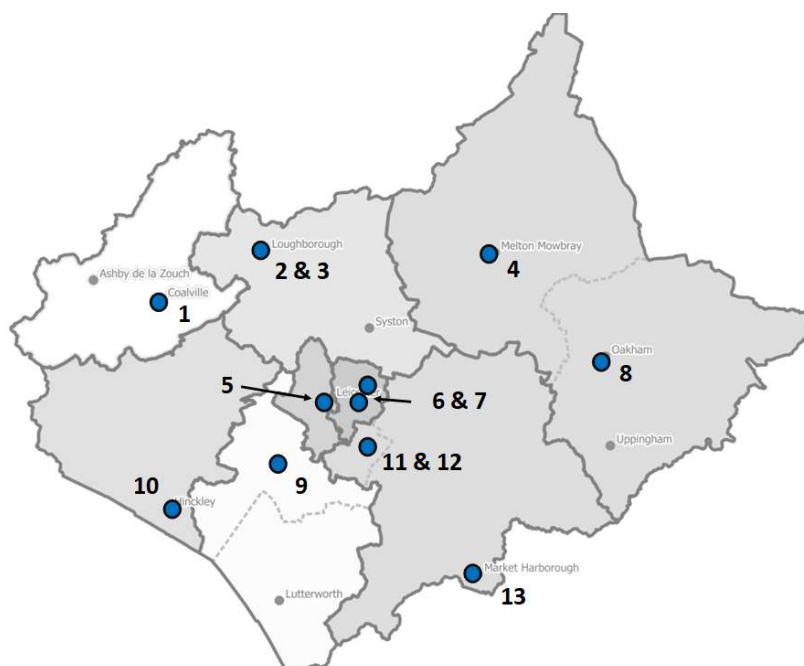 Loughborough
2 & 3
Melton Mowbray
4
Ashby de la Zouch
Coalville
1
Syston
Oakham
8
5
6 & 7
Uppingham
11 & 12
9
10
Hinckley
Market Harborough
13
Lutterworth